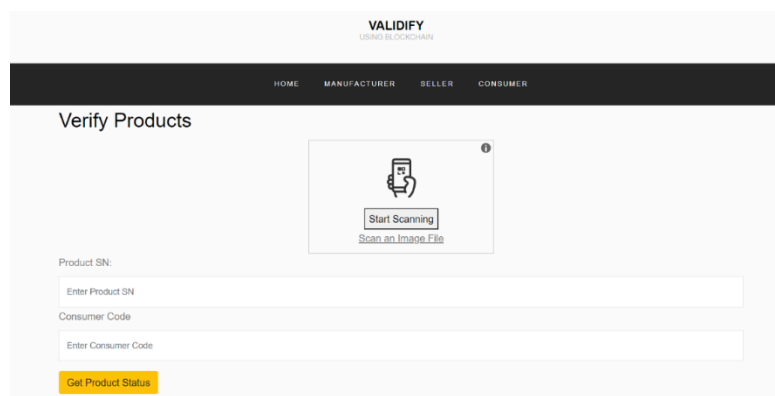 VALIDIFY
USING BLOCKCHAIN
HOME MANUFACTURER SELLER CONSUMER
Verify Products
Start Scanning
Scan an Image File
Product SN:
Enter Product SN
Consumer Code
Enter Consumer Code
Get Product Status